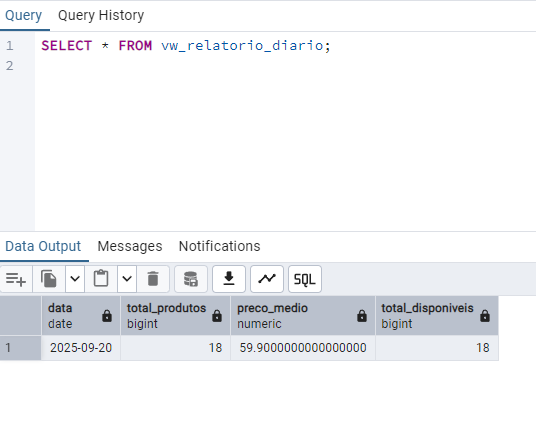 Query Query History
1 SELECT * FROM vw_relatorio_diario;
2
Data Output Messages Notifications
SQL
data total_produtos preco_medio total_disponiveis
date bigint numeric bigint
1 2025-09-20 18 59.9000000000000000 18